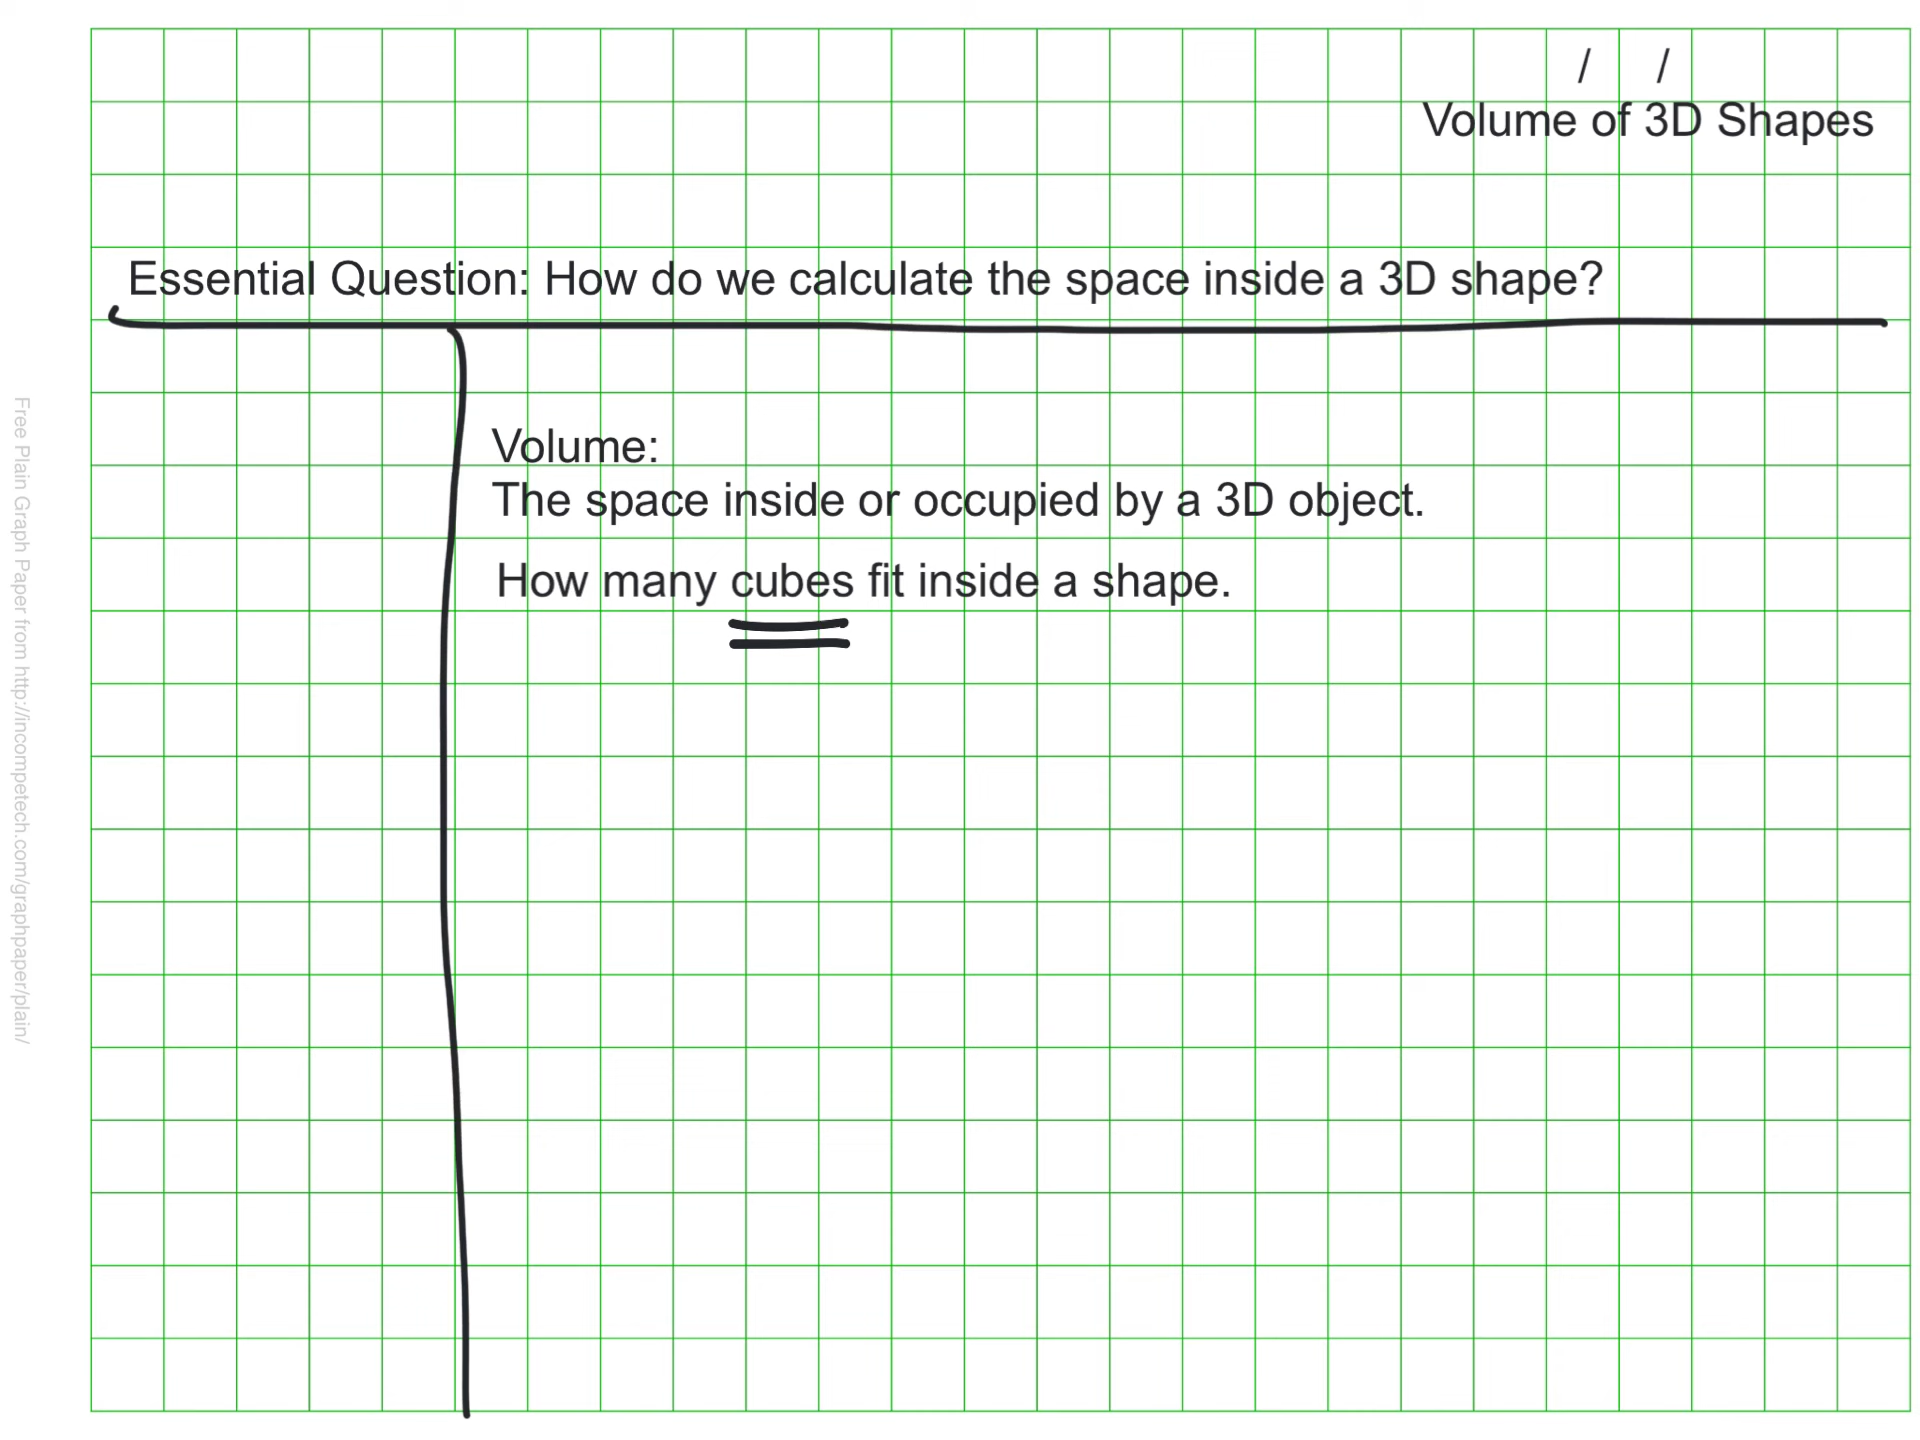 / /
Volume of 3D Shapes
Essential Question: How do we calculate the space inside a 3D shape?
Volume:
The space inside or occupied by a 3D object.
How many cubes fit inside a shape.
Free Plain Graph Paper from http://incompetech.com/graphpaper/plain/